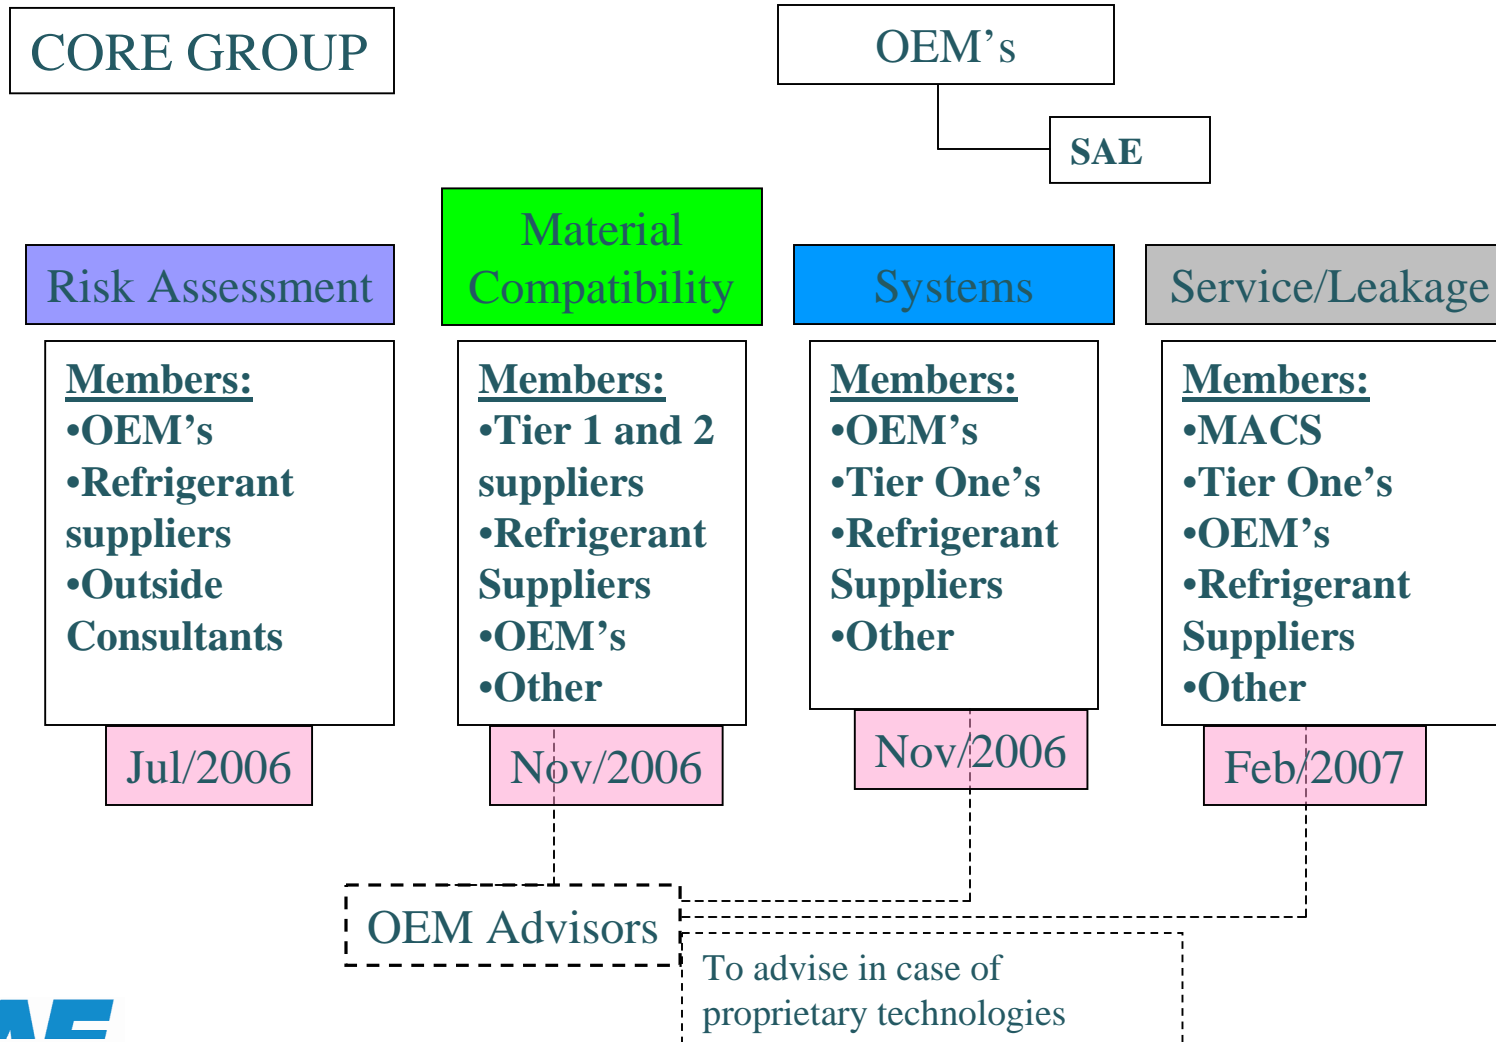 CORE GROUP
OEM’s
SAE
Risk Assessment
Material
Compatibility
Systems
Service/Leakage
Members:
•OEM’s
•Refrigerant
suppliers
•Outside
Consultants
Members:
•Tier 1 and 2
suppliers
•Refrigerant
Suppliers
•OEM’s
•Other
Members:
•OEM’s
•Tier One’s
•Refrigerant
Suppliers
•Other
Members:
•MACS
•Tier One’s
•OEM’s
•Refrigerant
Suppliers
•Other
Jul/2006
Nov/2006
Nov/2006
Feb/2007
OEM Advisors
To advise in case of
proprietary technologies